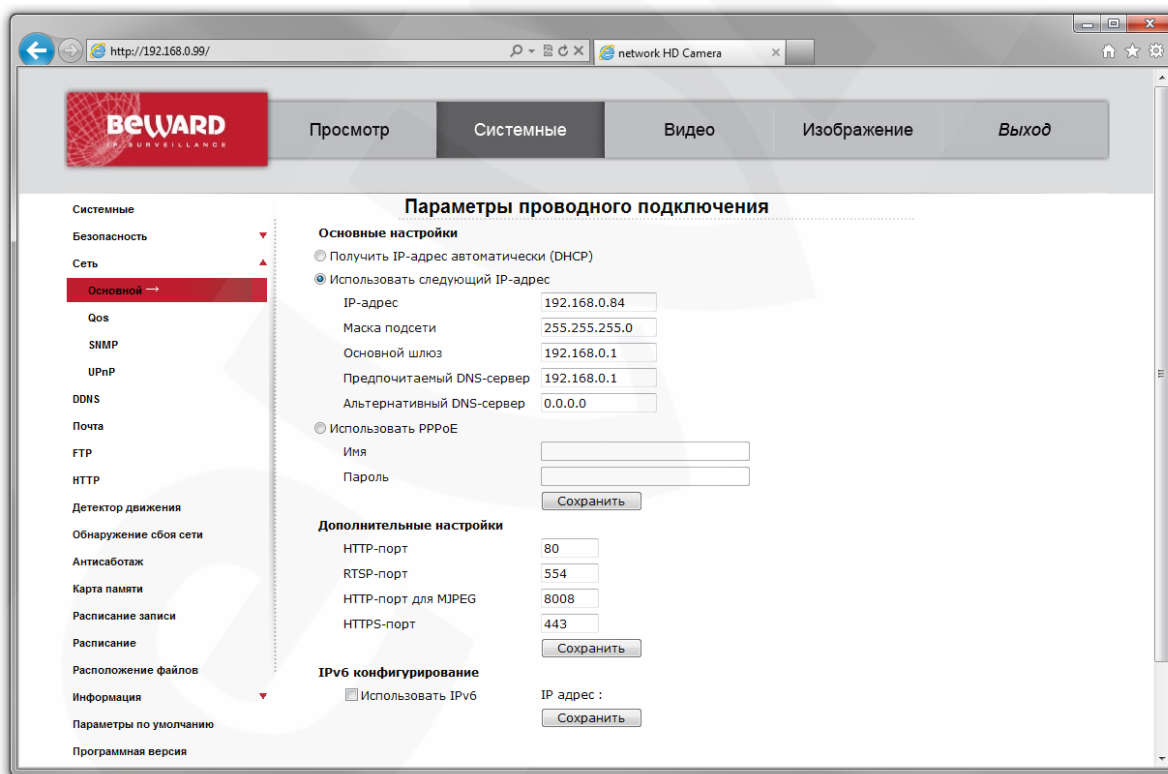 http://192.168.0.99/
network HD Camera
BEWARD
IP SURVEILLANCE
Просмотр
Системные
Видео
Изображение
Выход
Системные
Безопасность
Сеть
Основной
Qos
SNMP
UPnP
DDNS
Почта
FTP
HTTP
Детектор движения
Обнаружение сбоя сети
Антисаботаж
Карта памяти
Расписание записи
Расписание
Расположение файлов
Информация
Параметры по умолчанию
Программная версия
Параметры проводного подключения
Основные настройки
Получить IP-адрес автоматически (DHCP)
Использовать следующий IP-адрес
IP-адрес 192.168.0.84
Маска подсети 255.255.255.0
Основной шлюз 192.168.0.1
Предпочитаемый DNS-сервер 192.168.0.1
Альтернативный DNS-сервер 0.0.0.0
Использовать PPPoE
Имя
Пароль
Сохранить
Дополнительные настройки
HTTP-порт 80
RTSP-порт 554
HTTP-порт для MJPEG 8008
HTTPS-порт 443
Сохранить
IPv6 конфигурирование
Использовать IPv6 IP адрес :
Сохранить